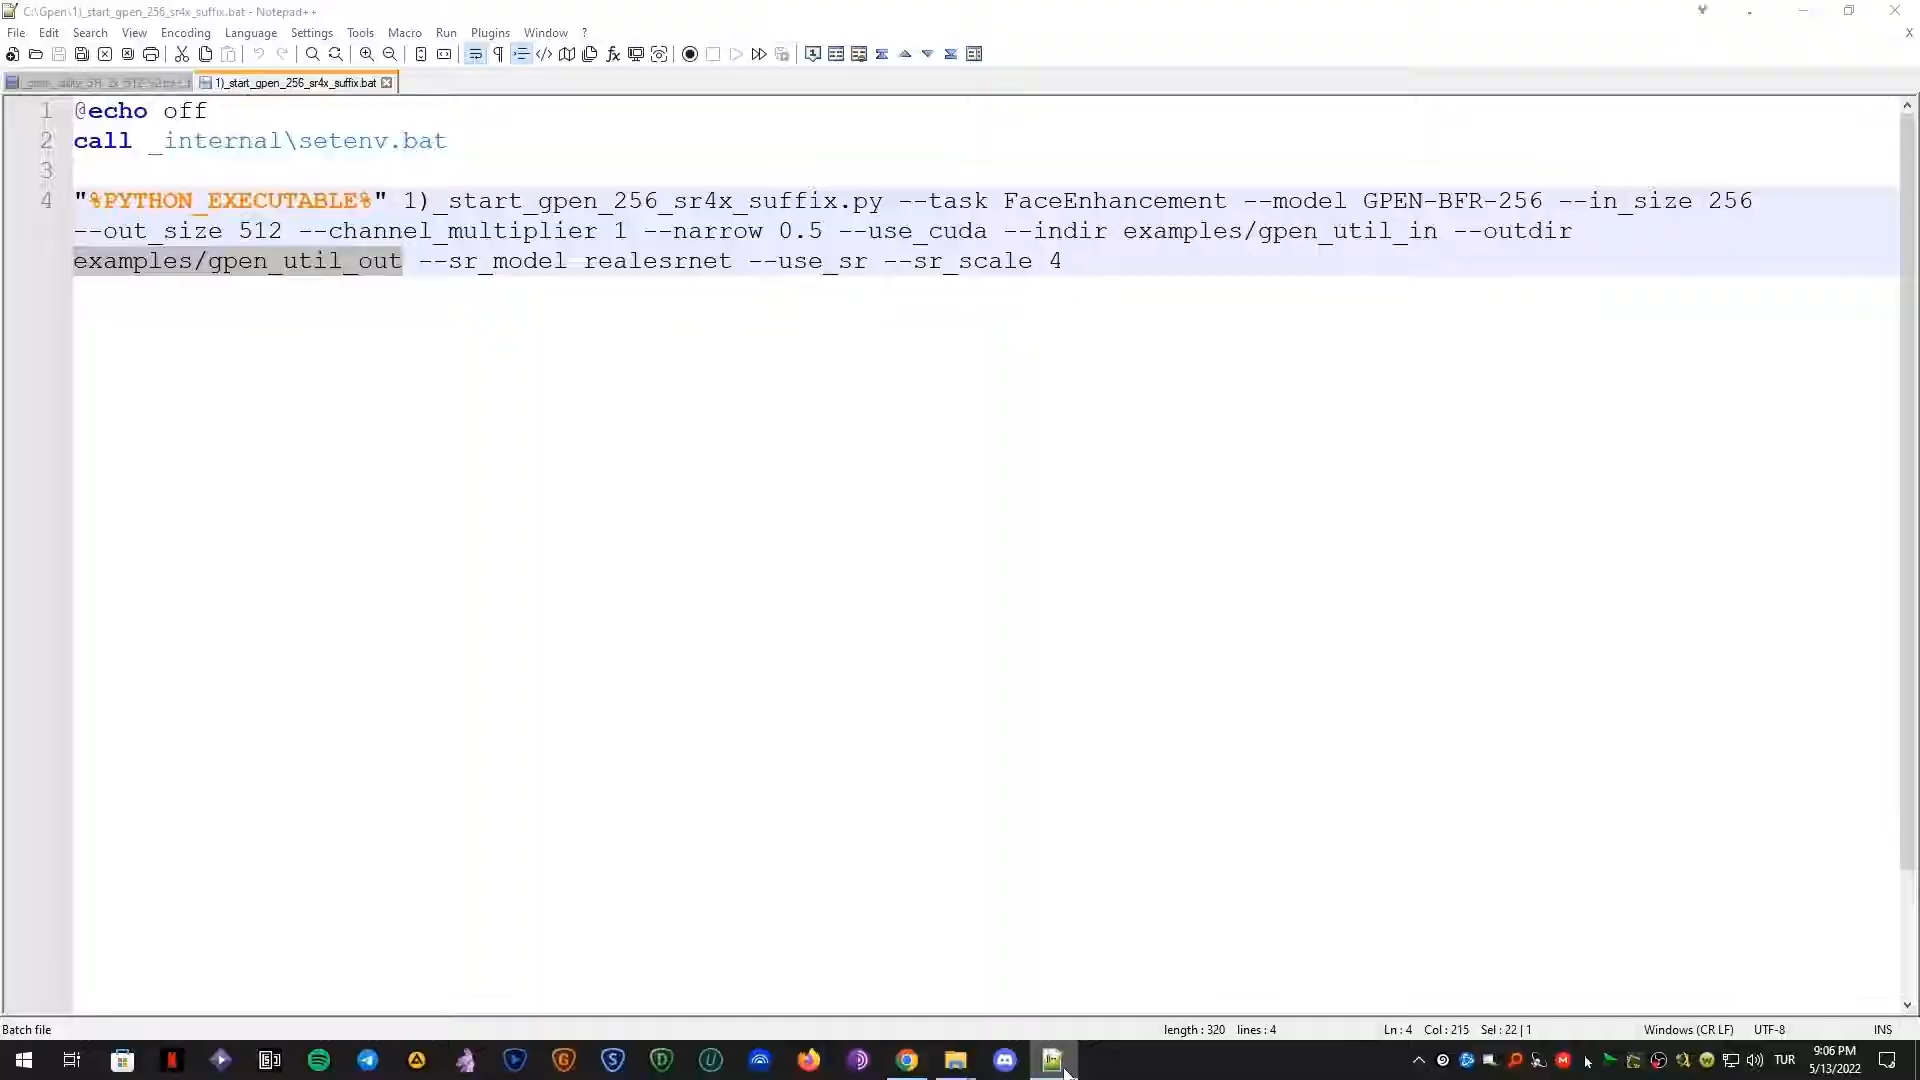 C:\Gpen\1)_start_gpen_256_sr4x_suffix.bat - Notepad++
File Edit Search View Encoding Language Settings Tools Macro Run Plugins Window ? X
1)_start_gpen_256_sr4x_suffix.bat
1 @echo off
2 call _internal\setenv.bat
3
4 "%PYTHON_EXECUTABLE%" 1)_start_gpen_256_sr4x_suffix.py --task FaceEnhancement --model GPEN-BFR-256 --in_size 256
--out_size 512 --channel_multiplier 1 --narrow 0.5 --use_cuda --indir examples/gpen_util_in --outdir
examples/gpen_util_out --sr_model realesrnet --use_sr --sr_scale 4
Batch file length : 320 lines : 4 Ln : 4 Col : 215 Sel : 22 | 1 Windows (CR LF) UTF-8 INS
TUR 9:06 PM
5/13/2022